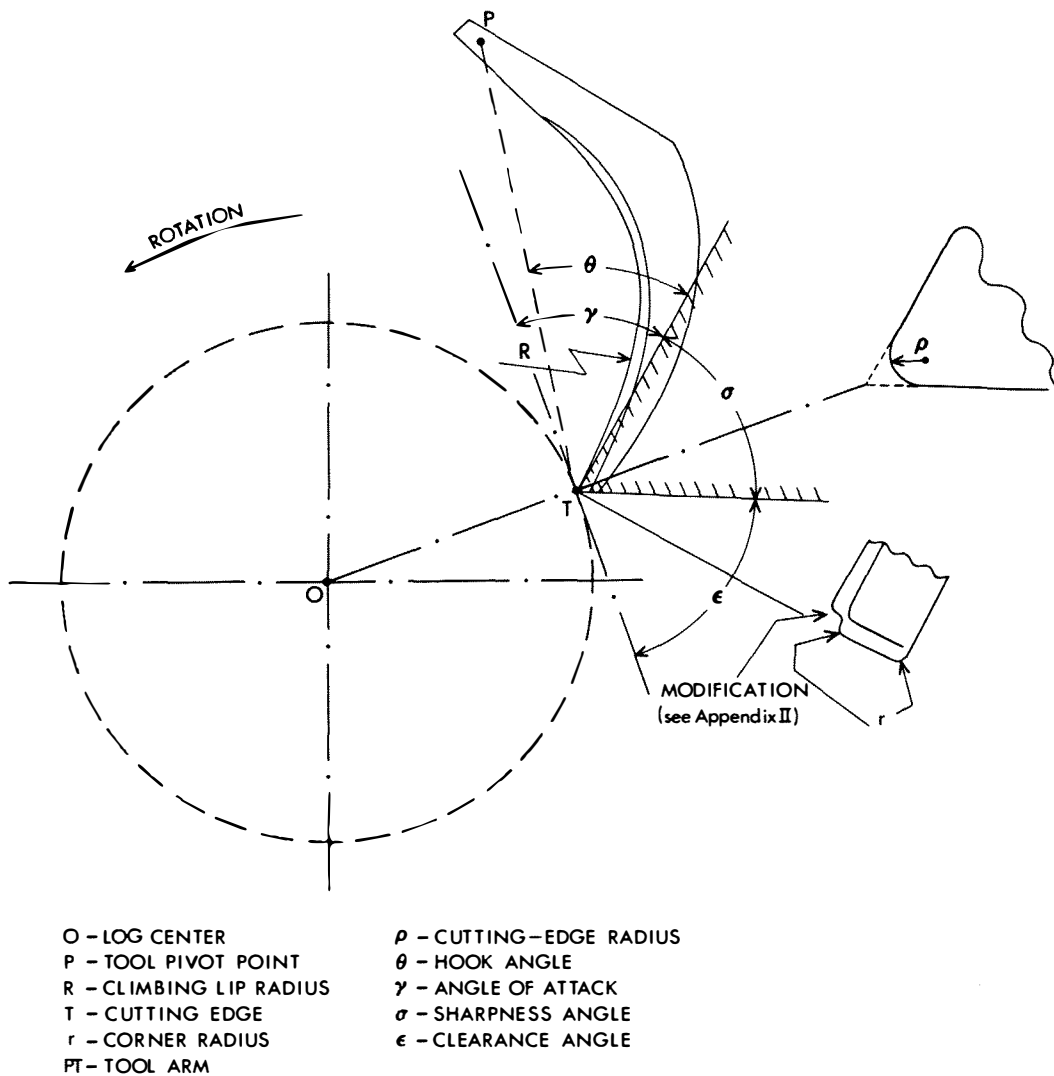 P
ROTATION
θ
γ
R
ρ
σ
T
O
ϵ
MODIFICATION
(see Appendix II)
r
O – LOG CENTER
P – TOOL PIVOT POINT
R – CLIMBING LIP RADIUS
T – CUTTING EDGE
r – CORNER RADIUS
PT – TOOL ARM
ρ – CUTTING–EDGE RADIUS
θ – HOOK ANGLE
γ – ANGLE OF ATTACK
σ – SHARPNESS ANGLE
ϵ – CLEARANCE ANGLE